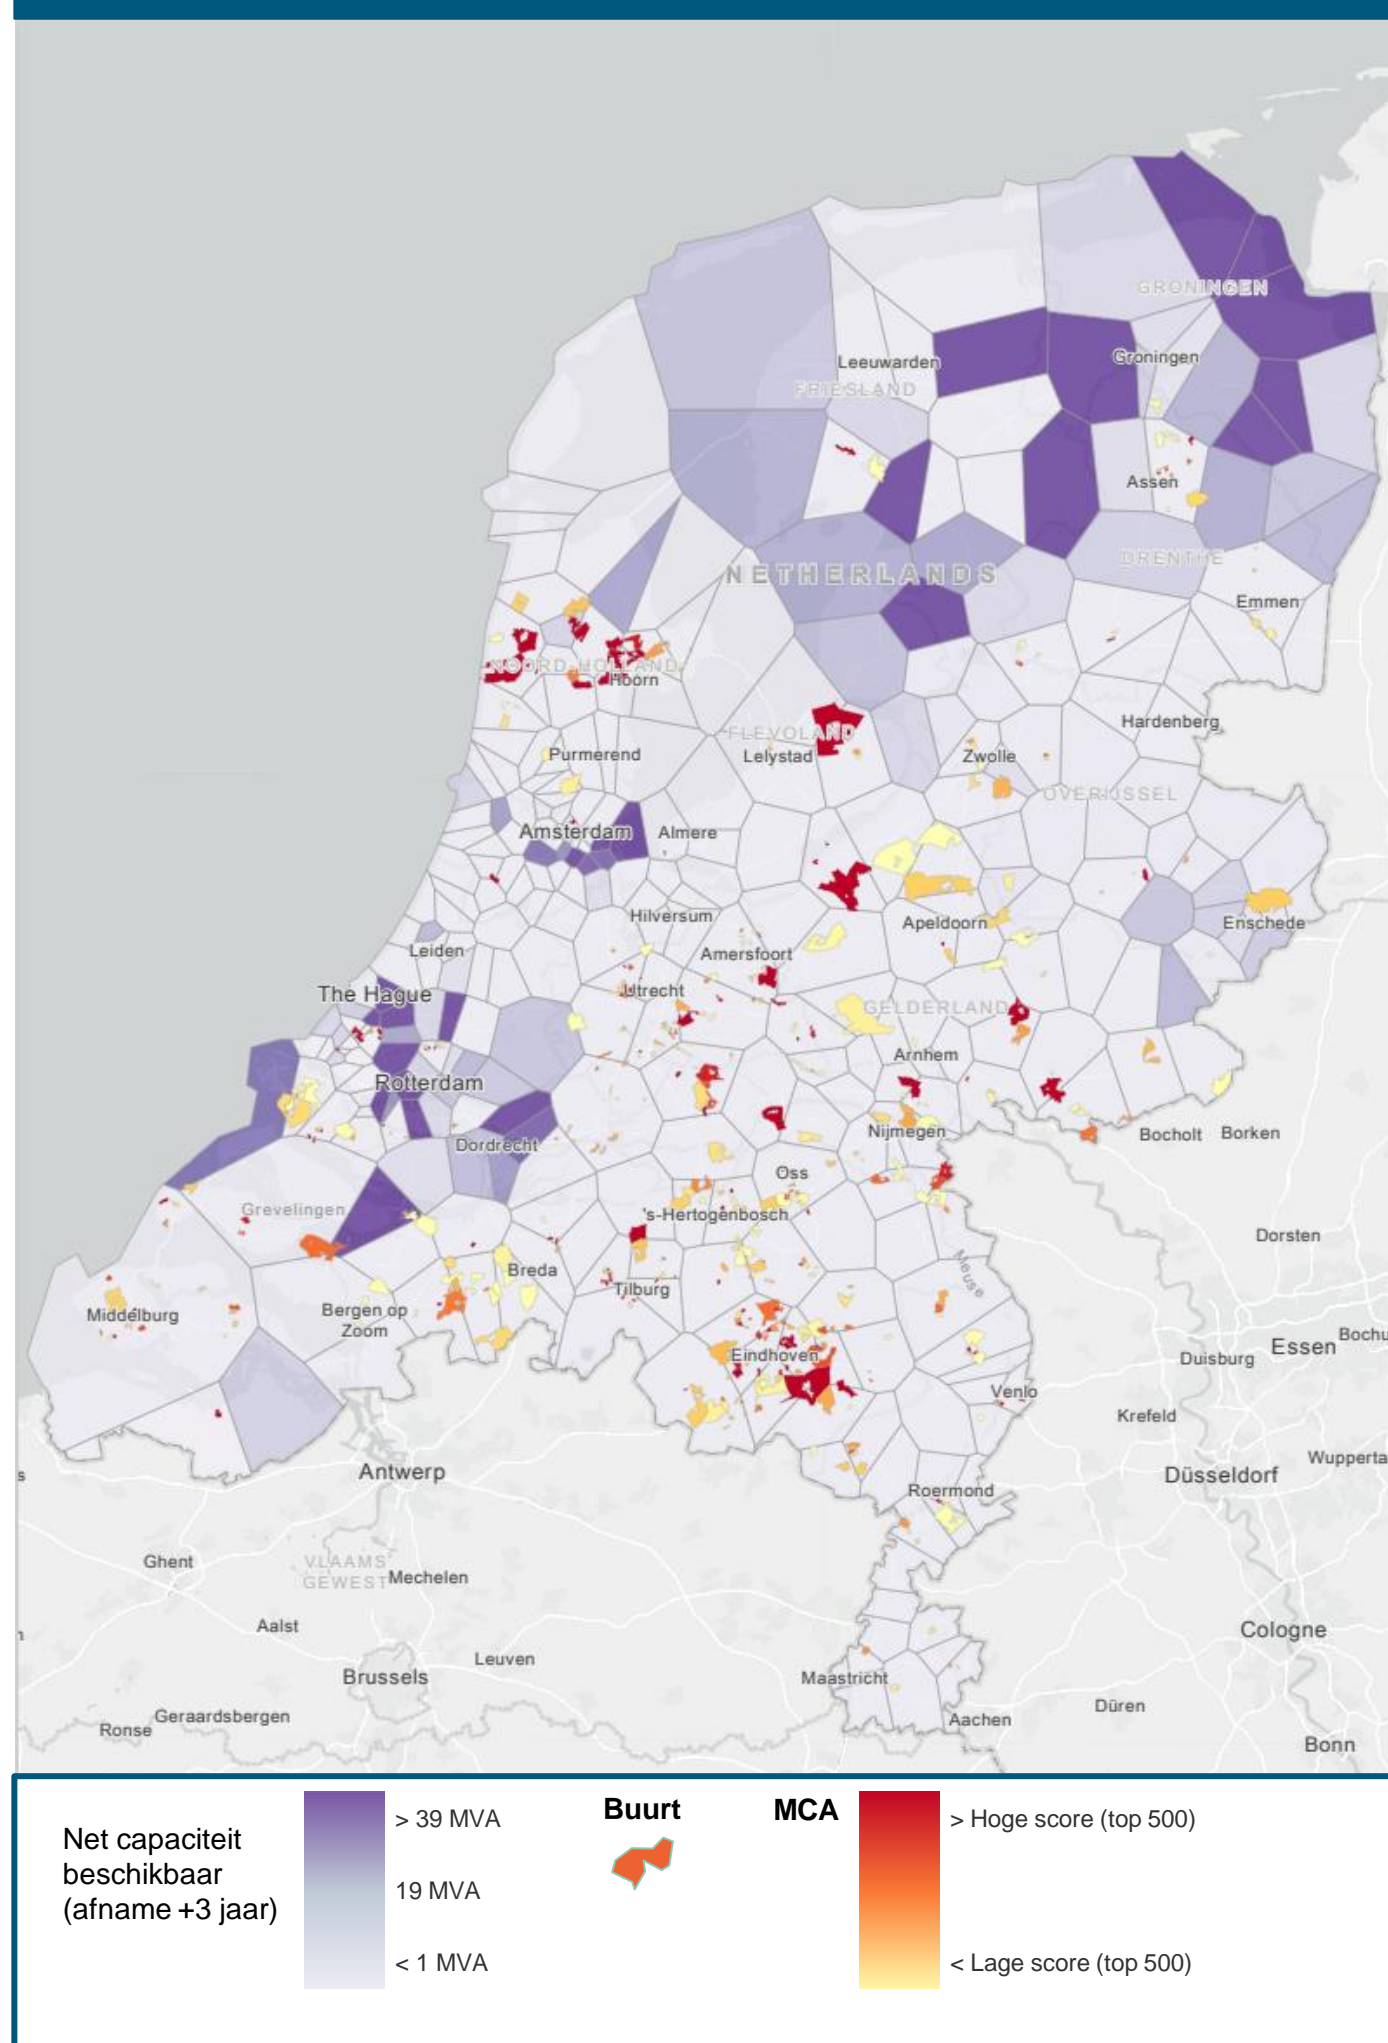 GRONINGEN
Leeuwarden
Groningen
FRIESLAND
Assen
DRENTHE
NETHERLANDS
Emmen
NOORD-HOLLAND
Hoorn
Hardenberg
FLEVOLAND
Purmerend
Lelystad
Zwolle
OVERIJSSEL
Amsterdam
Almere
Hilversum
Apeldoorn
Enschede
Leiden
Amersfoort
The Hague
Utrecht
GELDERLAND
Arnhem
Rotterdam
Nijmegen
Bocholt
Borken
Dordrecht
Oss
Grevelingen
's-Hertogenbosch
Dorsten
Meuse
Breda
Tilburg
Middelburg
Bergen op
Zoom
Essen
Bochu
Eindhoven
Duisburg
Venlo
Krefeld
Antwerp
Düsseldorf
Wupperta
Roermond
Ghent
VLAAMS
GEWEST
Mechelen
Aalst
Cologne
Leuven
Brussels
Maastricht
Düren
Geraardsbergen
Ronse
Aachen
Bonn
Net capaciteit
beschikbaar
(afname +3 jaar)
> 39 MVA
19 MVA
< 1 MVA
Buurt
MCA
> Hoge score (top 500)
< Lage score (top 500)